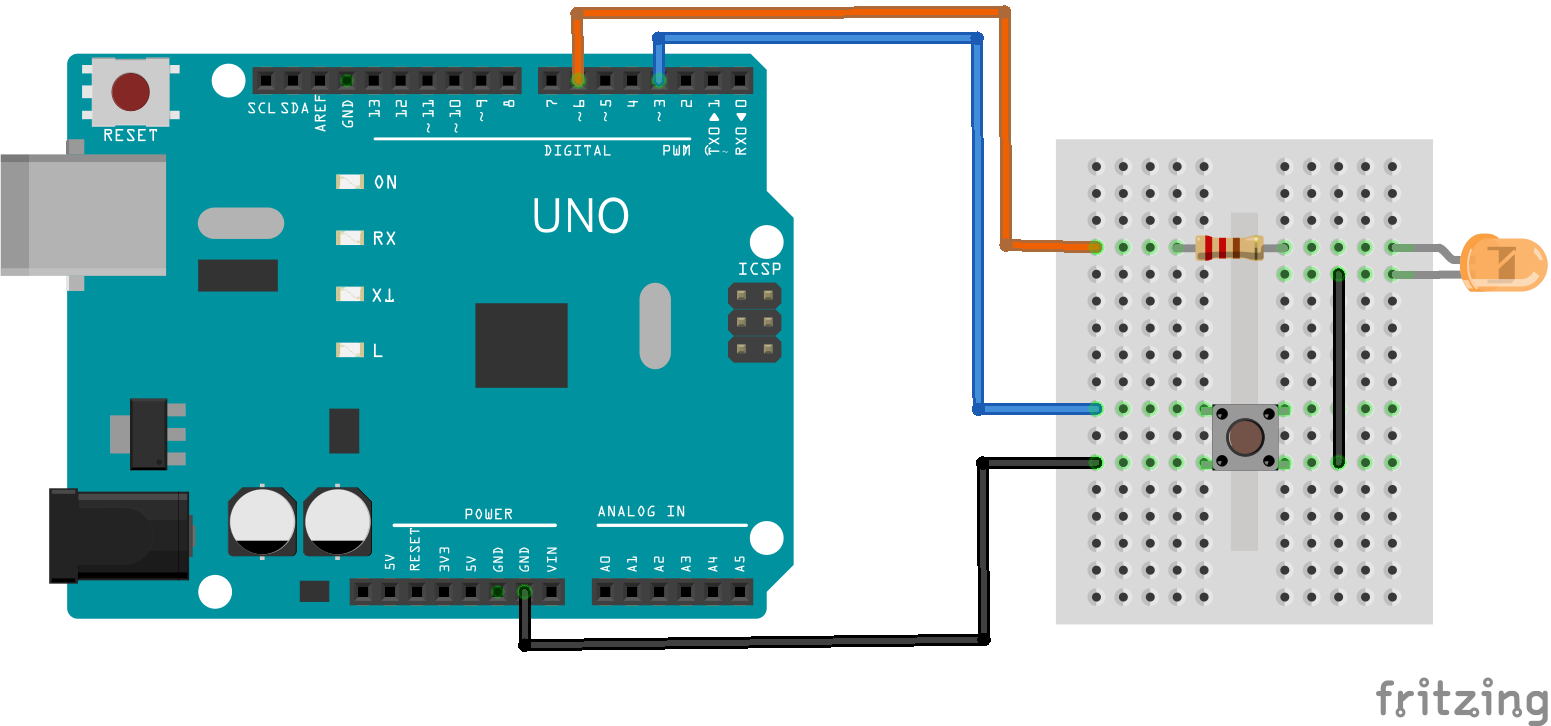 SCL SDA AREF GND 13 12 ~11 ~10 ~9 8 7 ~6 ~5 4 ~3 2 TX0▶1 RX0◀0
RESET
DIGITAL PWM ~
ON
UNO
RX
ICSP
TX
L
POWER
ANALOG IN
5V RESET 3V3 5V GND GND VIN A0 A1 A2 A3 A4 A5
fritzing